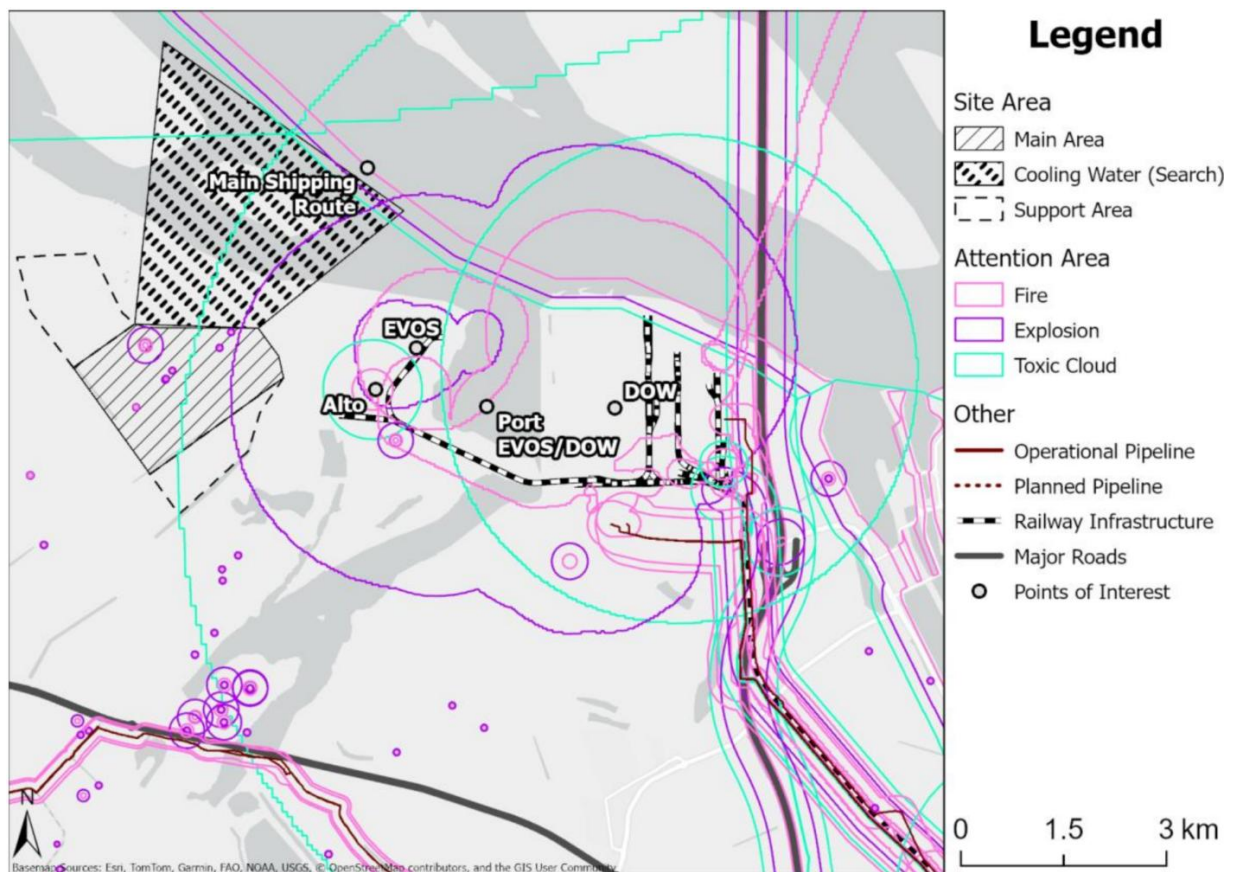 Legend
Site Area
Main Area
Cooling Water (Search)
Support Area
Attention Area
Fire
Explosion
Toxic Cloud
Other
Operational Pipeline
Planned Pipeline
Railway Infrastructure
Major Roads
Points of Interest
0 1.5 3 km
Main Shipping
Route
EVOS
Alto
Port
EVOS/DOW
DOW
N
Basemap Sources: Esri, TomTom, Garmin, FAO, NOAA, USGS, © OpenStreetMap contributors, and the GIS User Community